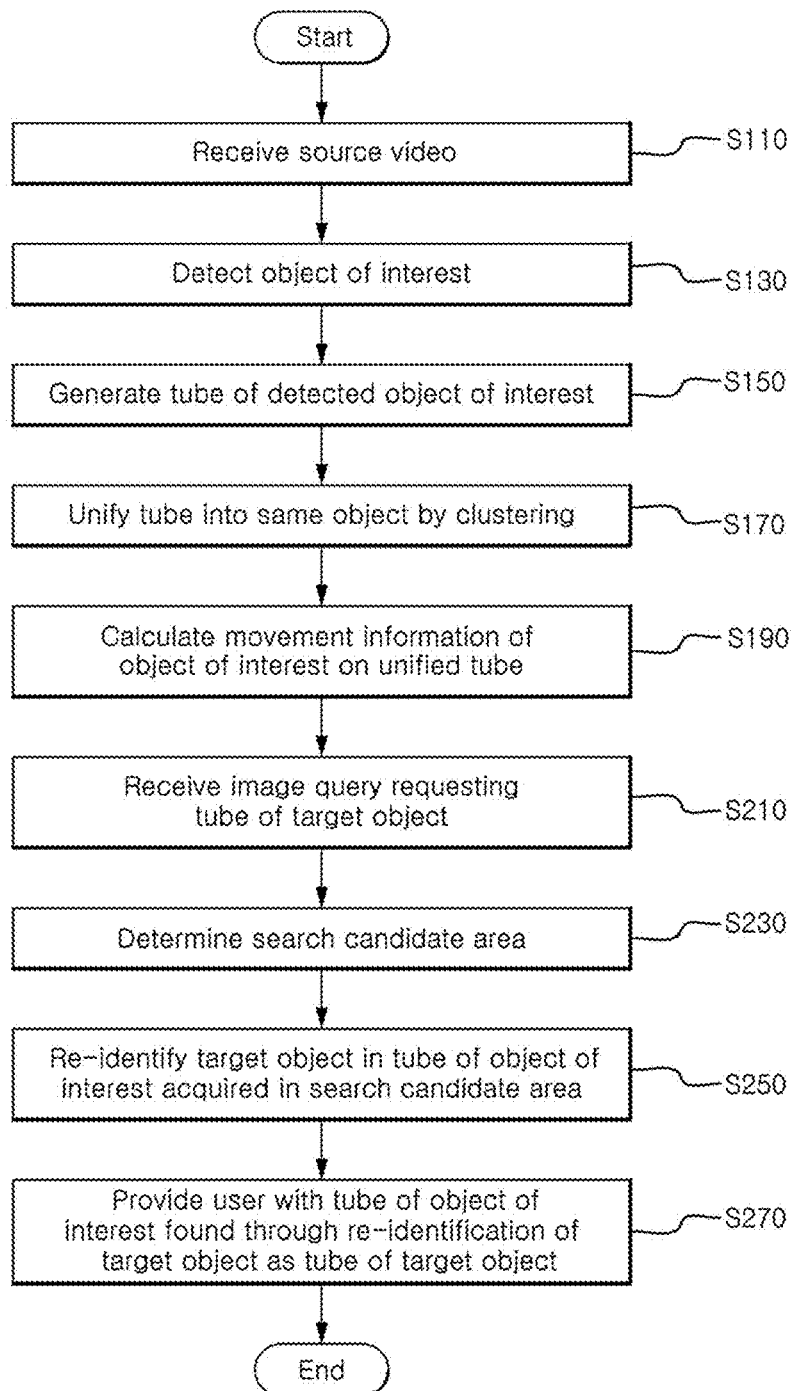 Start
Receive source video
S110
Detect object of interest
S130
Generate tube of detected object of interest
S150
Unify tube into same object by clustering
S170
Calculate movement information of
object of interest on unified tube
S190
Receive image query requesting
tube of target object
S210
Determine search candidate area
S230
Re-identify target object in tube of object of
interest acquired in search candidate area
S250
Provide user with tube of object of
interest found through re-identification of
target object as tube of target object
S270
End